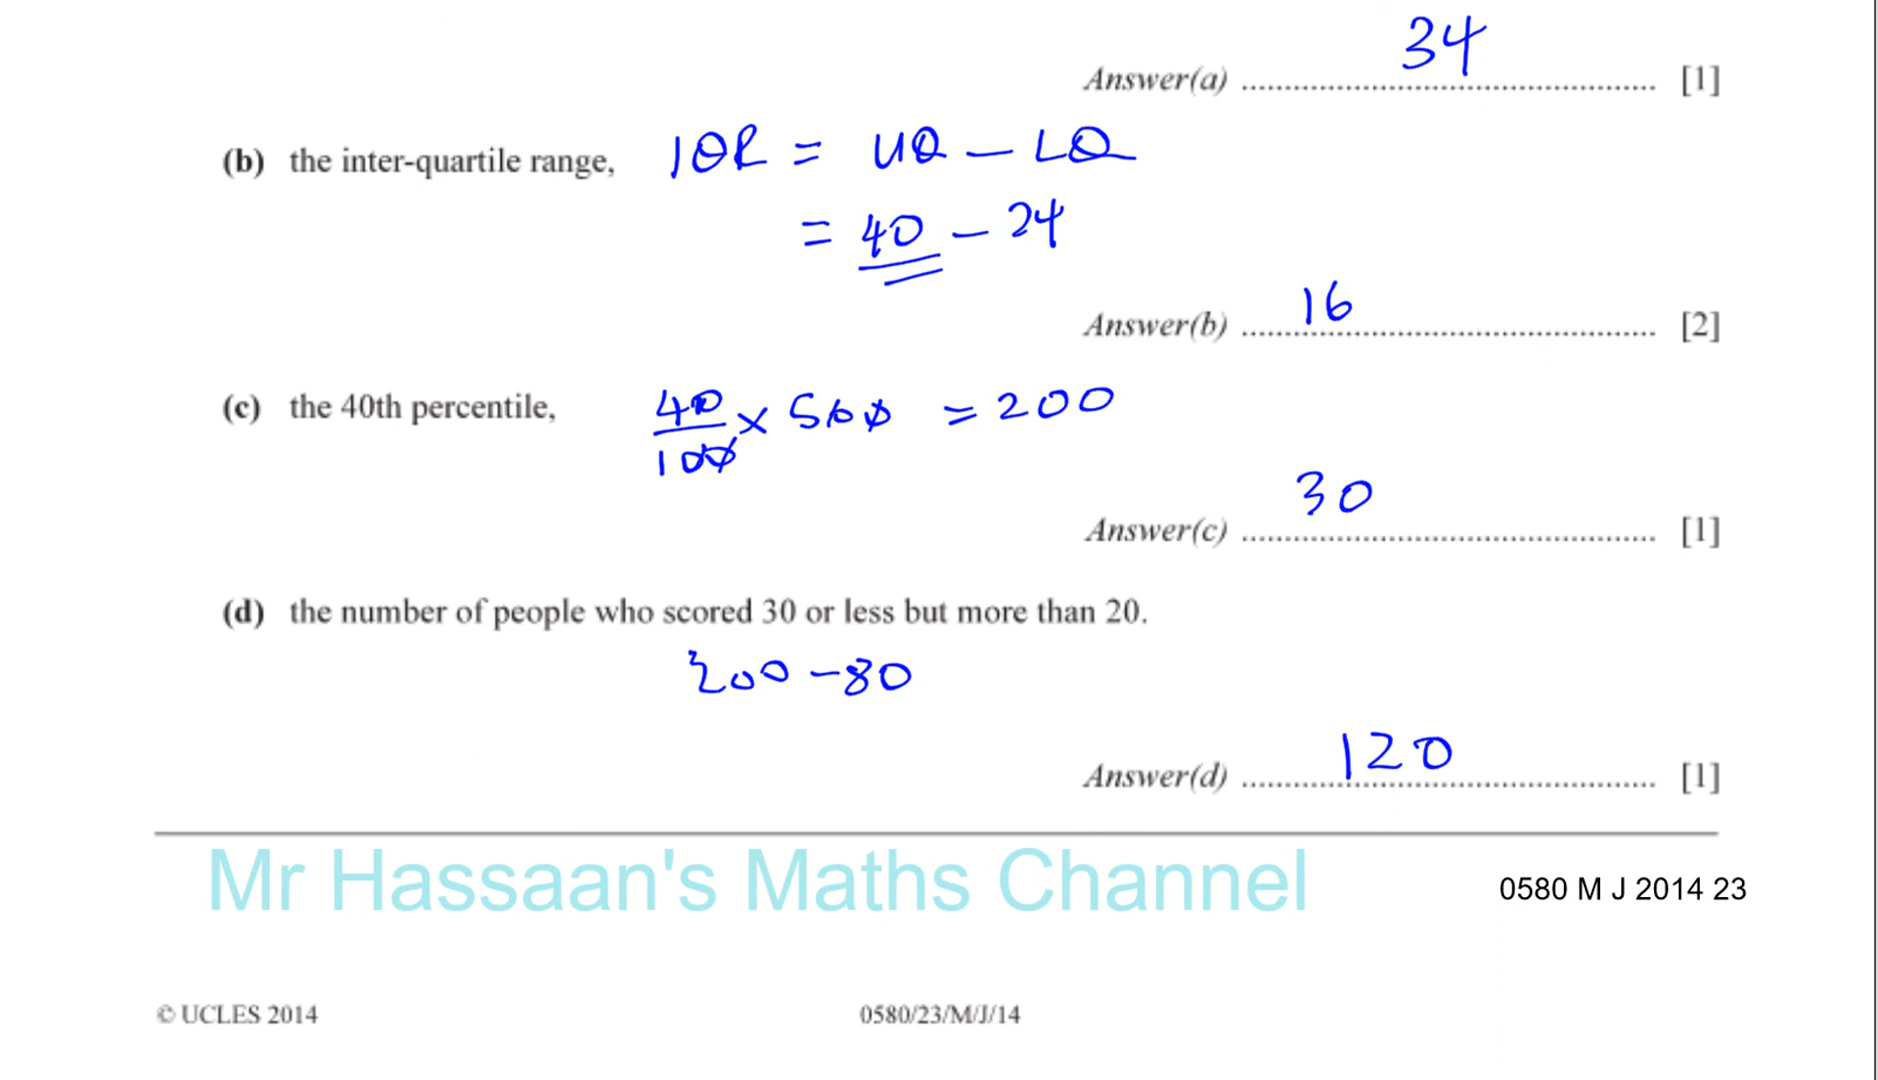 34
Answer(a) ........................................ [1]
(b) the inter-quartile range, IQR = UQ - LQ
= 40 - 24
16
Answer(b) ........................................ [2]
(c) the 40th percentile, 40/100 × 500 = 200
30
Answer(c) ........................................ [1]
(d) the number of people who scored 30 or less but more than 20.
200 - 80
120
Answer(d) ........................................ [1]
Mr Hassaan's Maths Channel
0580 M J 2014 23
© UCLES 2014 0580/23/M/J/14